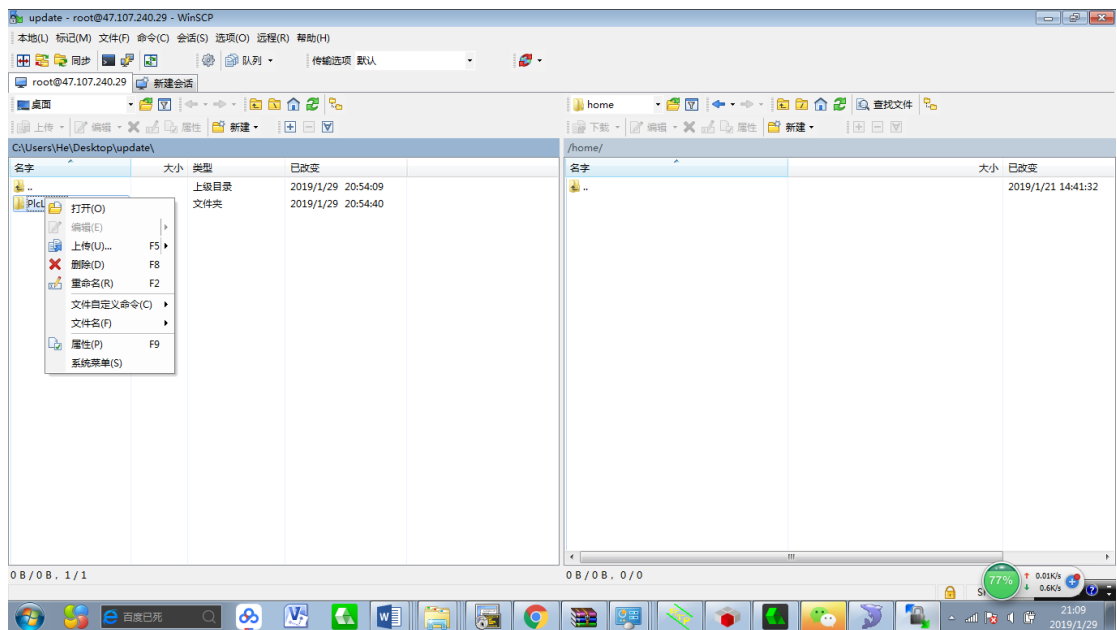 update - root@47.107.240.29 - WinSCP
本地(L) 标记(M) 文件(F) 命令(C) 会话(S) 选项(O) 远程(R) 帮助(H)
同步 队列 传输选项 默认
root@47.107.240.29 新建会话
桌面 home 查找文件
上传 编辑 属性 新建 下载 编辑 属性 新建
C:\Users\He\Desktop\update\ /home/
名字 大小 类型 已改变 名字 大小 已改变
.. 上级目录 2019/1/29 20:54:09 .. 2019/1/21 14:41:32
文件夹 2019/1/29 20:54:40
打开(O)
编辑(E)
上传(U)... F5
删除(D) F8
重命名(R) F2
文件自定义命令(C)
文件名(F)
属性(P) F9
系统菜单(S)
0 B / 0 B, 1 / 1 0 B / 0 B, 0 / 0
77% 0.01K/s
0.6K/s
百度已死
21:09
2019/1/29